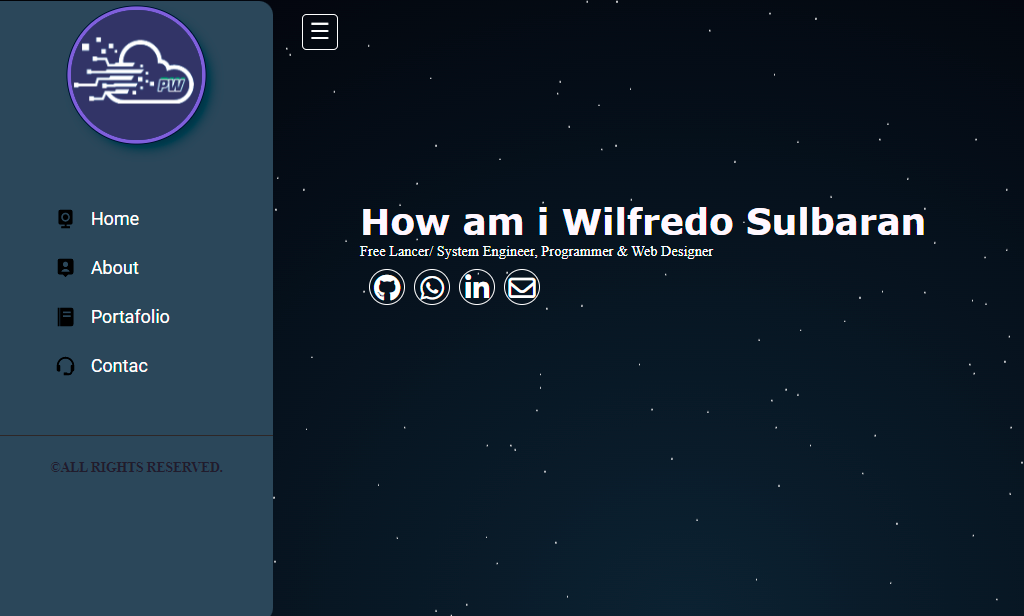 PW
☰
Home
About
Portafolio
Contac
©ALL RIGHTS RESERVED.
How am i Wilfredo Sulbaran
Free Lancer/ System Engineer, Programmer & Web Designer
in